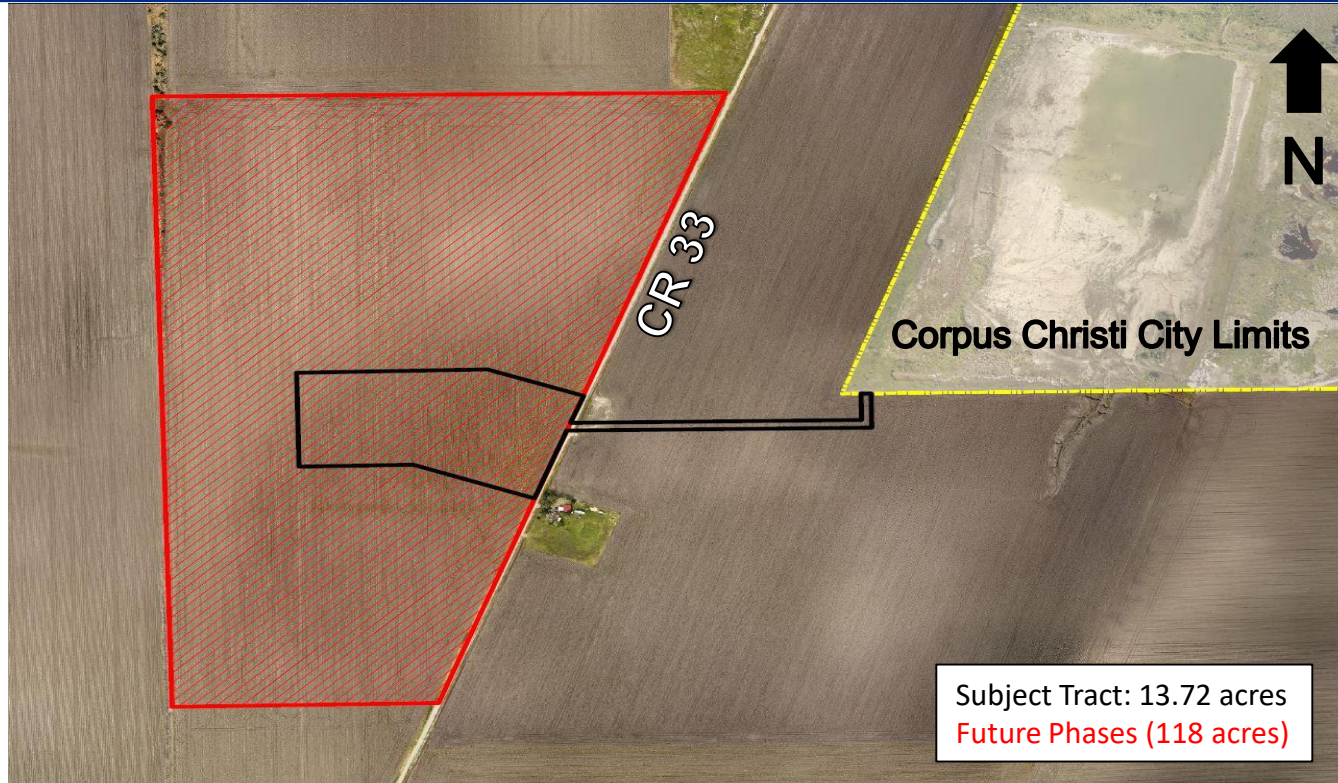 N
CR 33
Corpus Christi City Limits
Subject Tract: 13.72 acres
Future Phases (118 acres)